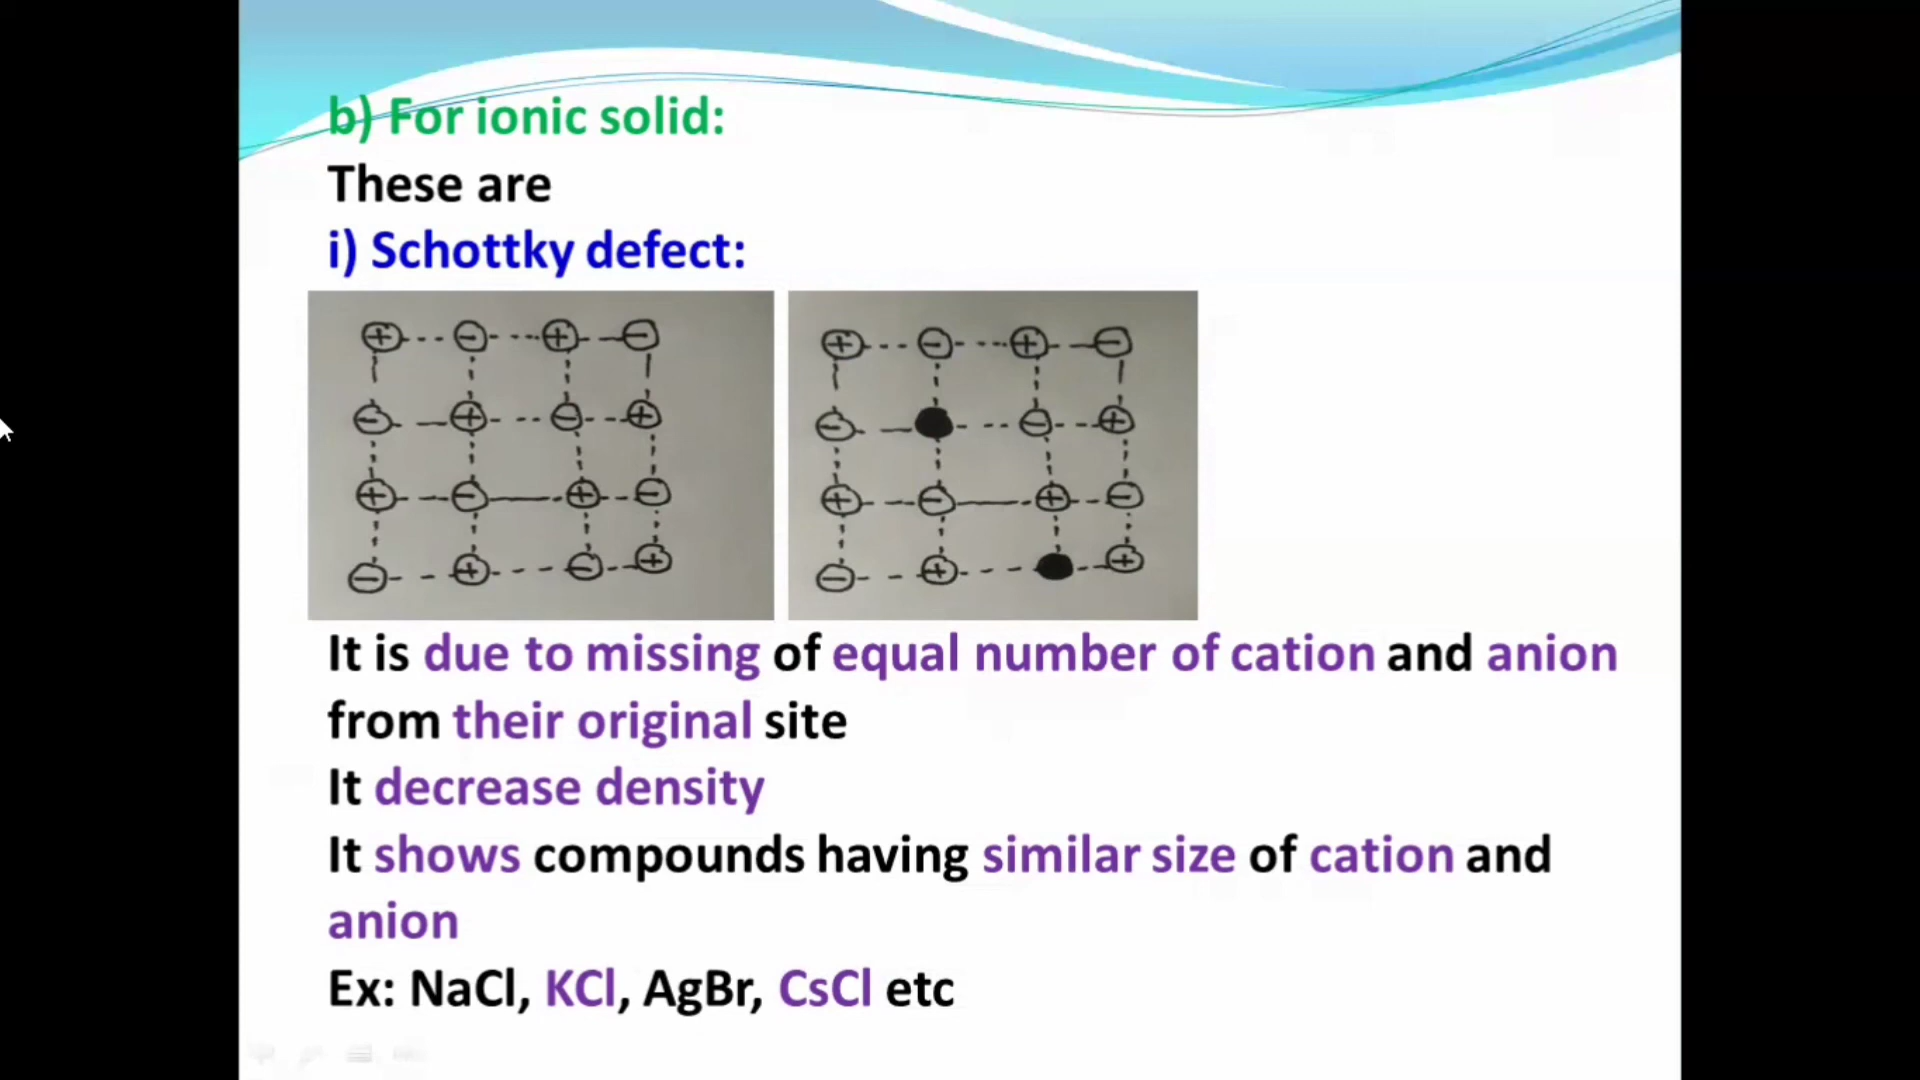 b) For ionic solid:
These are
i) Schottky defect:
It is due to missing of equal number of cation and anion
from their original site
It decrease density
It shows compounds having similar size of cation and
anion
Ex: NaCl, KCl, AgBr, CsCl etc